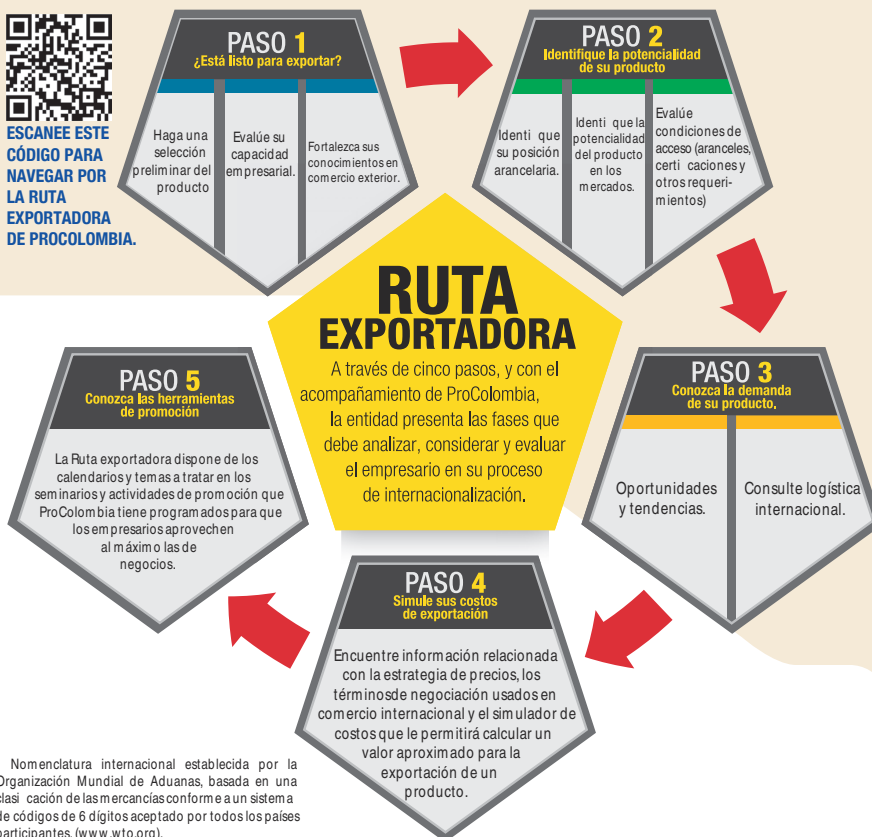 ESCANEE ESTE
CÓDIGO PARA
NAVEGAR POR
LA RUTA
EXPORTADORA
DE PROCOLOMBIA.
PASO 1
¿Está listo para exportar?
Haga una
selección
preliminar del
producto
Evalúe su
capacidad
empresarial.
Fortalezca sus
conocimientos en
comercio exterior.
PASO 2
Identifique la potencialidad
de su producto
Identi que
su posición
arancelaria.
Identi que la
potencialidad
del producto
en los
mercados.
Evalúe
condiciones de
acceso (aranceles,
certi caciones y
otros requeri-
mientos)
RUTA
EXPORTADORA
A través de cinco pasos, y con el
acompañamiento de ProColombia,
la entidad presenta las fases que
debe analizar, considerar y evaluar
el empresario en su proceso
de internacionalización.
PASO 3
Conozca la demanda
de su producto.
Oportunidades
y tendencias.
Consulte logística
internacional.
PASO 4
Simule sus costos
de exportación
Encuentre información relacionada
con la estrategia de precios, los
términosde negociación usados en
comercio internacional y el simulador de
costos que le permitirá calcular un
valor aproximado para la
exportación de un
producto.
PASO 5
Conozca las herramientas
de promoción
La Ruta exportadora dispone de los
calendarios y temas a tratar en los
seminarios y actividades de promoción que
ProColombia tiene programados para que
los empresarios aprovechen
al máximo las de
negocios.
Nomenclatura internacional establecida por la
Organización Mundial de Aduanas, basada en una
clasi cación de las mercancías conforme a un sistema
de códigos de 6 dígitos aceptado por todos los países
participantes. (www.wto.org).